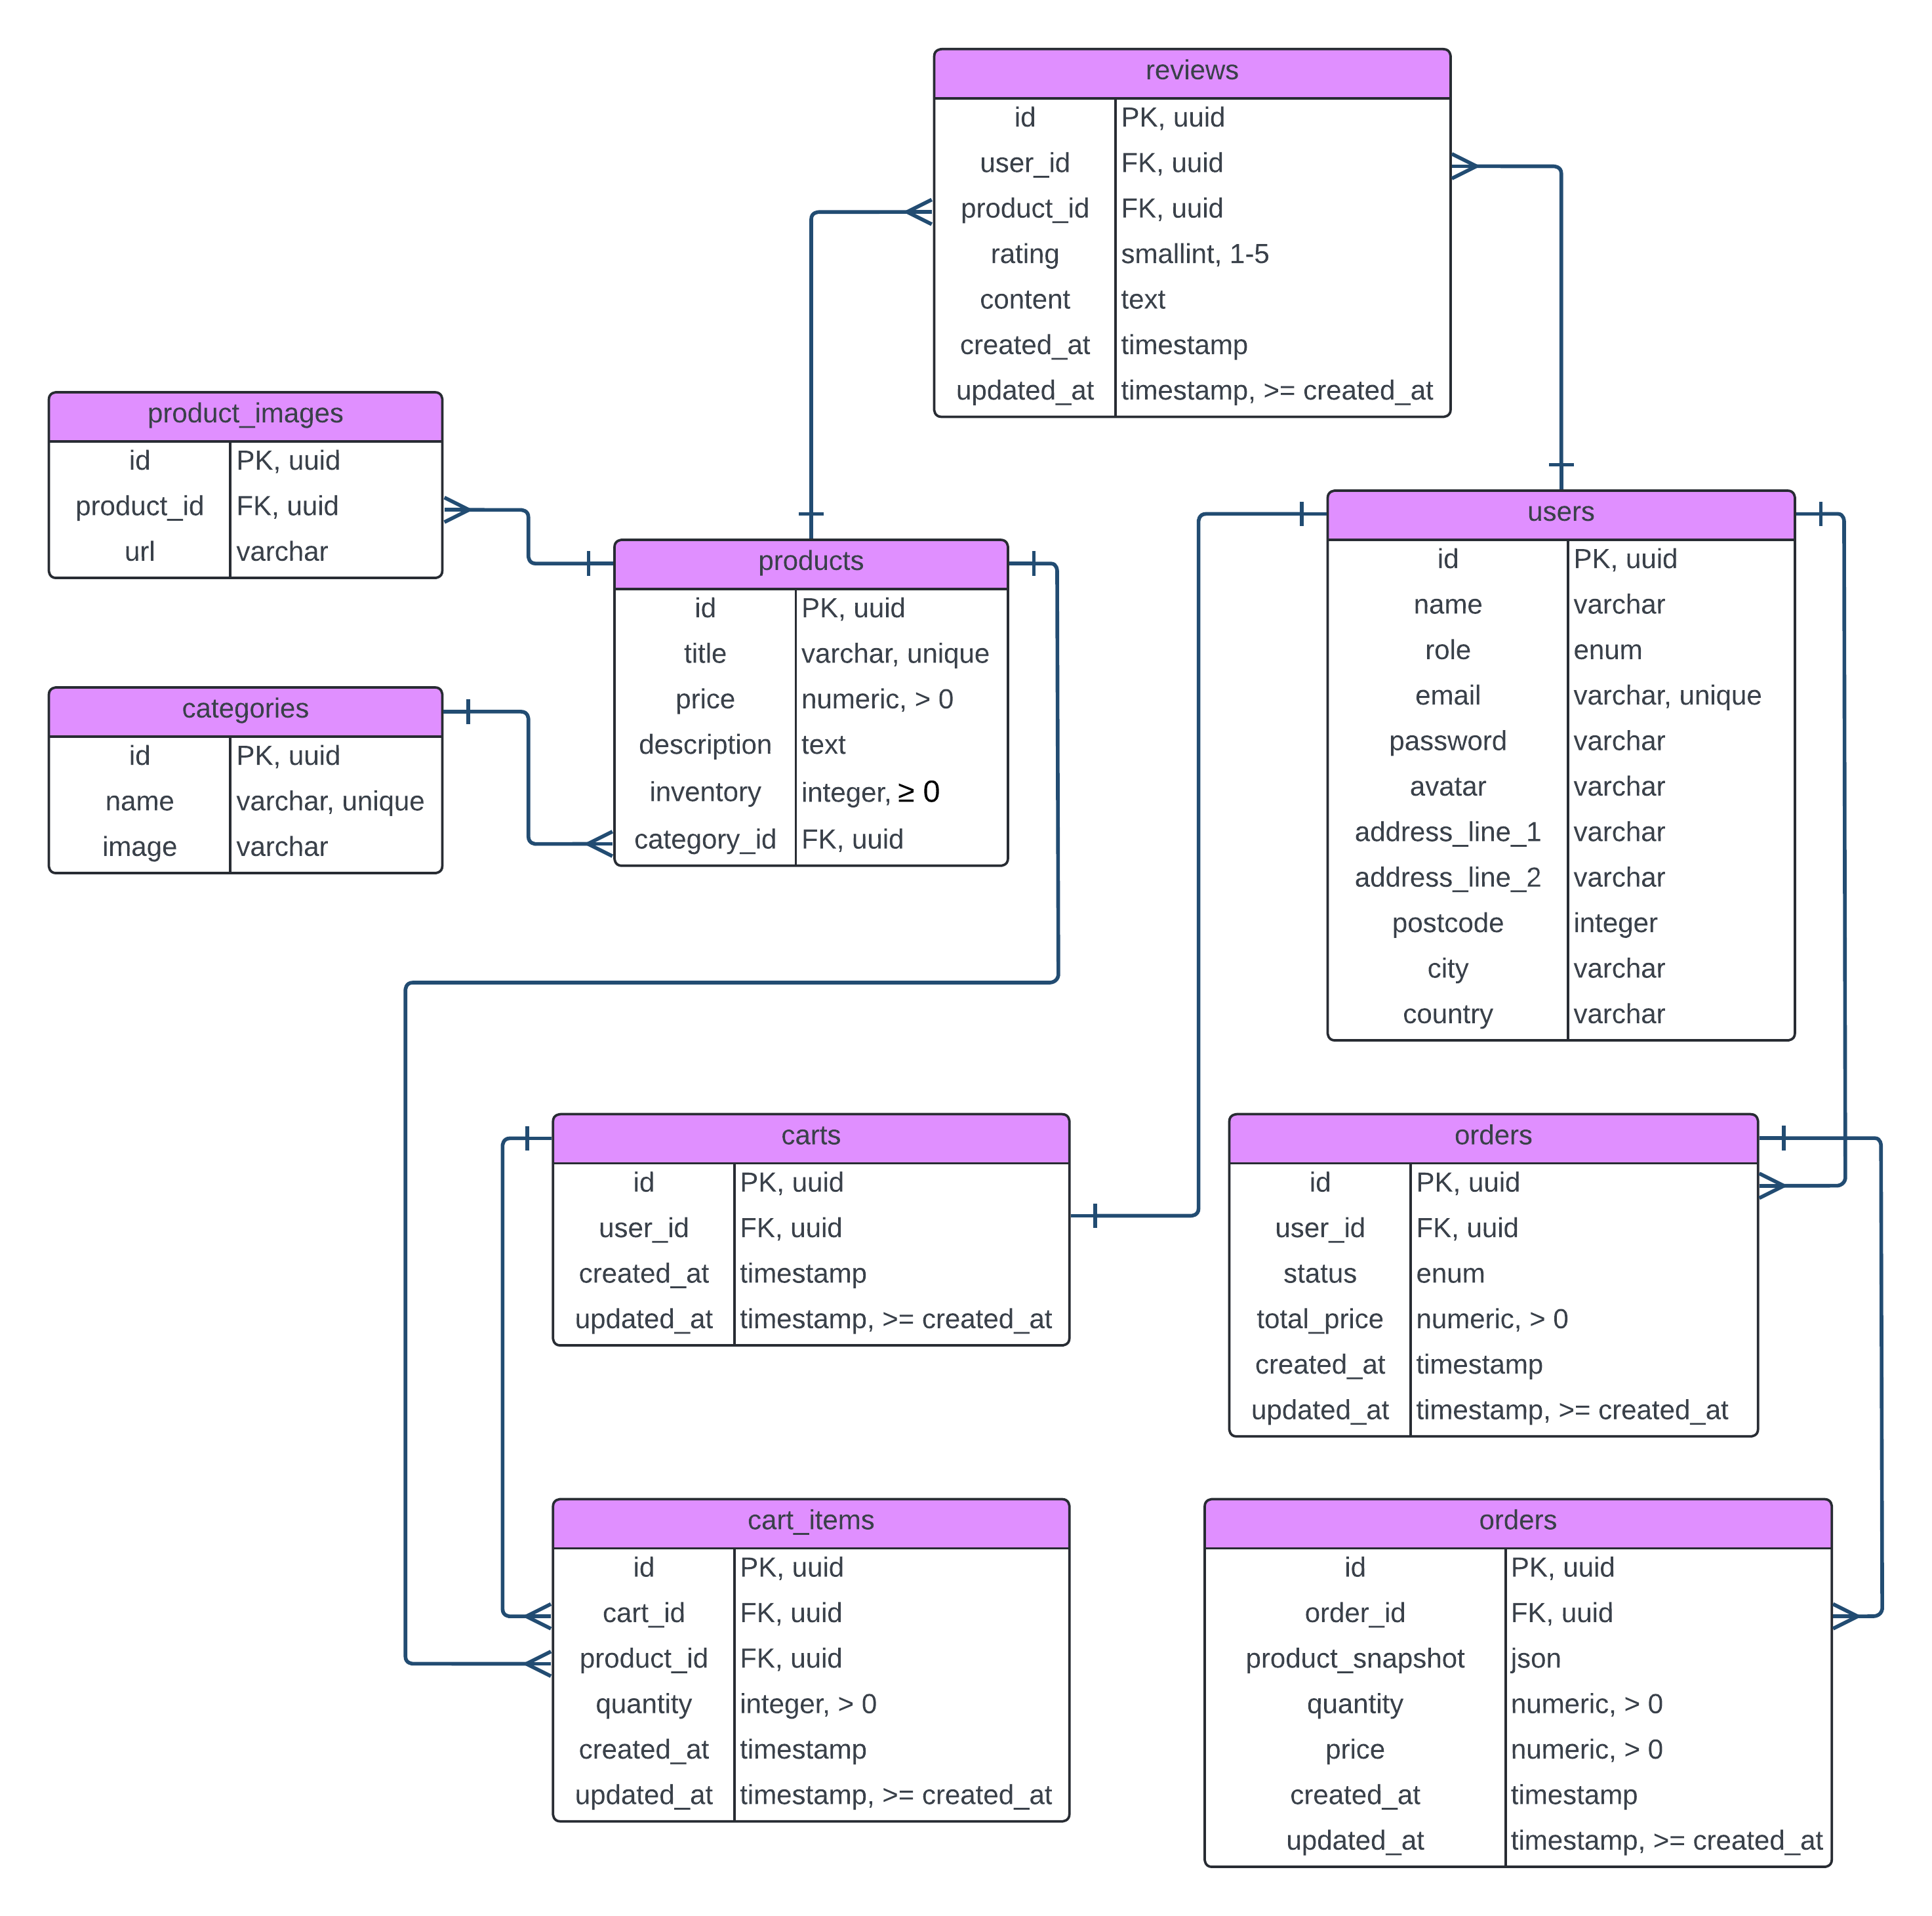 reviews
id PK, uuid
user_id FK, uuid
product_id FK, uuid
rating smallint, 1-5
content text
created_at timestamp
updated_at timestamp, >= created_at
product_images
id PK, uuid
product_id FK, uuid
url varchar
users
id PK, uuid
name varchar
role enum
email varchar, unique
password varchar
avatar varchar
address_line_1 varchar
address_line_2 varchar
postcode integer
city varchar
country varchar
products
id PK, uuid
title varchar, unique
price numeric, > 0
description text
inventory integer, ≥ 0
category_id FK, uuid
categories
id PK, uuid
name varchar, unique
image varchar
carts
id PK, uuid
user_id FK, uuid
created_at timestamp
updated_at timestamp, >= created_at
orders
id PK, uuid
user_id FK, uuid
status enum
total_price numeric, > 0
created_at timestamp
updated_at timestamp, >= created_at
cart_items
id PK, uuid
cart_id FK, uuid
product_id FK, uuid
quantity integer, > 0
created_at timestamp
updated_at timestamp, >= created_at
orders
id PK, uuid
order_id FK, uuid
product_snapshot json
quantity numeric, > 0
price numeric, > 0
created_at timestamp
updated_at timestamp, >= created_at